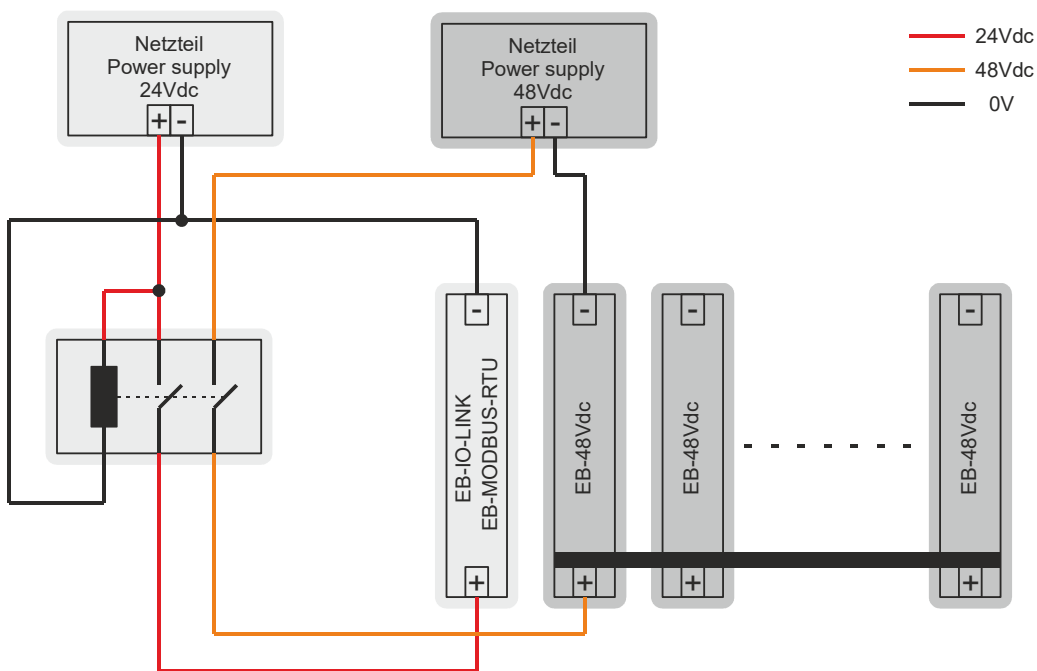 Netzteil
Power supply
24Vdc
+ -
Netzteil
Power supply
48Vdc
+ -
24Vdc
48Vdc
0V
-
-
-
-
EB-IO-LINK
EB-MODBUS-RTU
EB-48Vdc
EB-48Vdc
EB-48Vdc
+
+
+
+